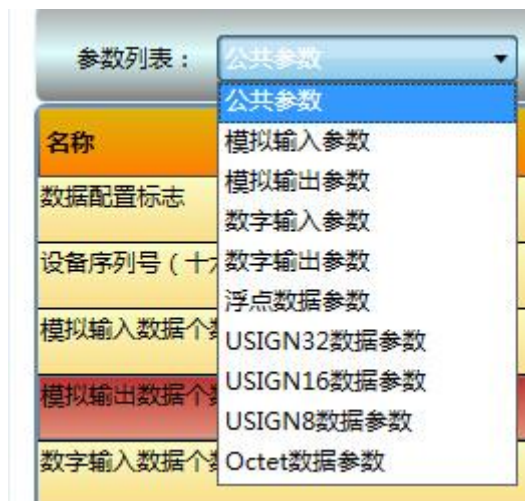 参数列表：
公共参数
公共参数
模拟输入参数
模拟输出参数
数字输入参数
数字输出参数
浮点数据参数
USIGN32数据参数
USIGN16数据参数
USIGN8数据参数
Octet数据参数
名称
数据配置标志
设备序列号（十
模拟输入数据个
模拟输出数据个
数字输入数据个